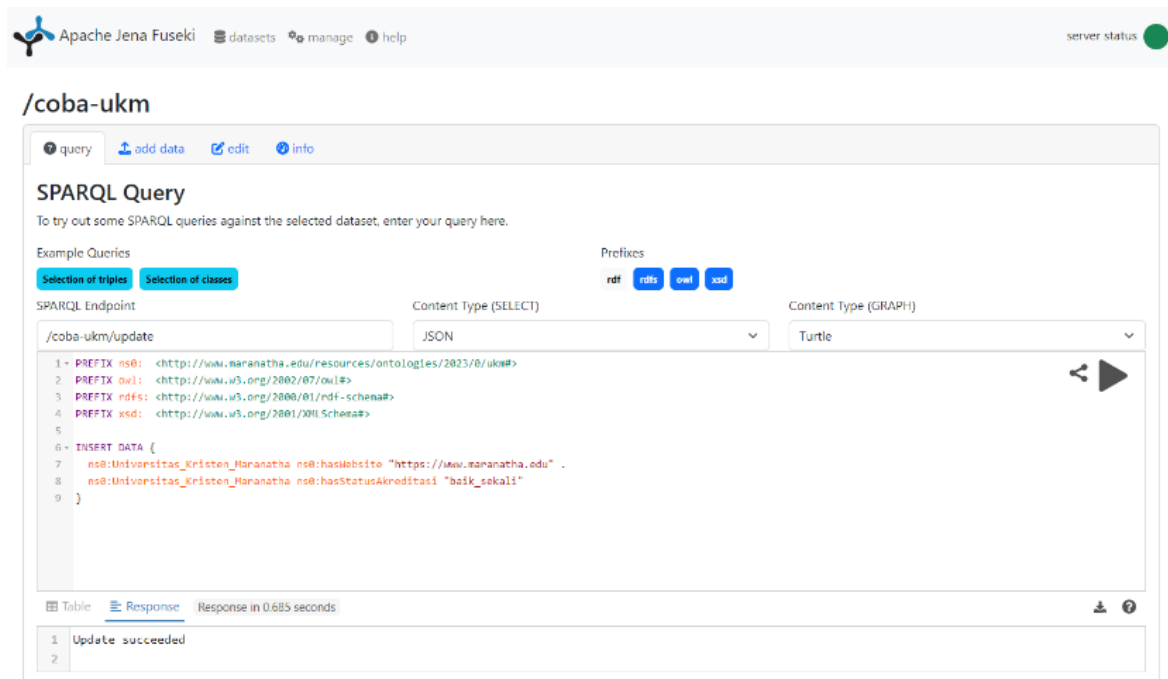 Apache Jena Fuseki datasets manage help server status
/coba-ukm
query add data edit info
SPARQL Query
To try out some SPARQL queries against the selected dataset, enter your query here.
Example Queries Prefixes
Selection of triples Selection of classes rdf rdfs owl xsd
SPARQL Endpoint Content Type (SELECT) Content Type (GRAPH)
/coba-ukm/update JSON Turtle
1 PREFIX ns0: <http://www.maranatha.edu/resources/ontologies/2023/0/ukm#>
2 PREFIX owl: <http://www.w3.org/2002/07/owl#>
3 PREFIX rdfs: <http://www.w3.org/2000/01/rdf-schema#>
4 PREFIX xsd: <http://www.w3.org/2001/XMLSchema#>
5
6 INSERT DATA {
7 ns0:Universitas_Kristen_Maranatha ns0:hasWebsite "https://www.maranatha.edu" .
8 ns0:Universitas_Kristen_Maranatha ns0:hasStatusAkreditasi "baik_sekali"
9 }
Table Response Response in 0.685 seconds
1 Update succeeded
2